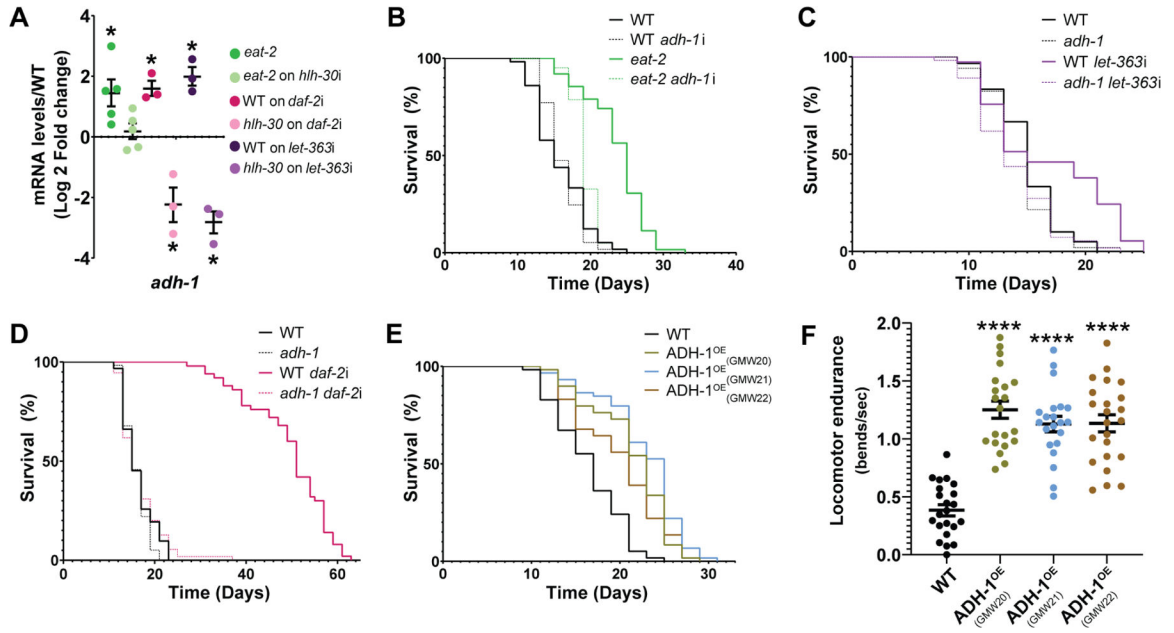 A
mRNA levels/WT
(Log 2 Fold change)
4
2
0
-2
-4
*
*
*
*
*
adh-1
eat-2
eat-2 on hlh-30i
WT on daf-2i
hlh-30 on daf-2i
WT on let-363i
hlh-30 on let-363i
B
WT
WT adh-1i
eat-2
eat-2 adh-1i
Survival (%)
100
50
0
0 10 20 30 40
Time (Days)
C
WT
adh-1
WT let-363i
adh-1 let-363i
Survival (%)
100
50
0
0 10 20
Time (Days)
D
WT
adh-1
WT daf-2i
adh-1 daf-2i
Survival (%)
100
50
0
0 20 40 60
Time (Days)
E
WT
ADH-1OE (GMW20)
ADH-1OE (GMW21)
ADH-1OE (GMW22)
Survival (%)
100
50
0
0 10 20 30
Time (Days)
F
Locomotor endurance
(bends/sec)
2.0
1.5
1.0
0.5
0.0
**** **** ****
WT
ADH-1OE (GMW20)
ADH-1OE (GMW21)
ADH-1OE (GMW22)